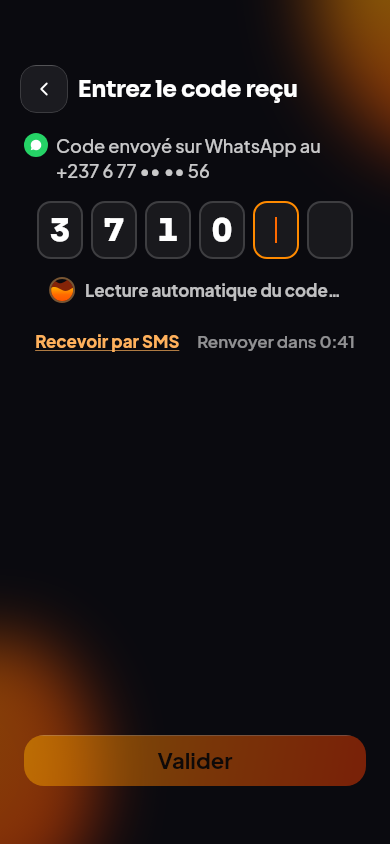 Entrez le code reçu
Code envoyé sur WhatsApp au
+237 6 77 •• •• 56
3 7 1 0
Lecture automatique du code…
Recevoir par SMS Renvoyer dans 0:41
Valider